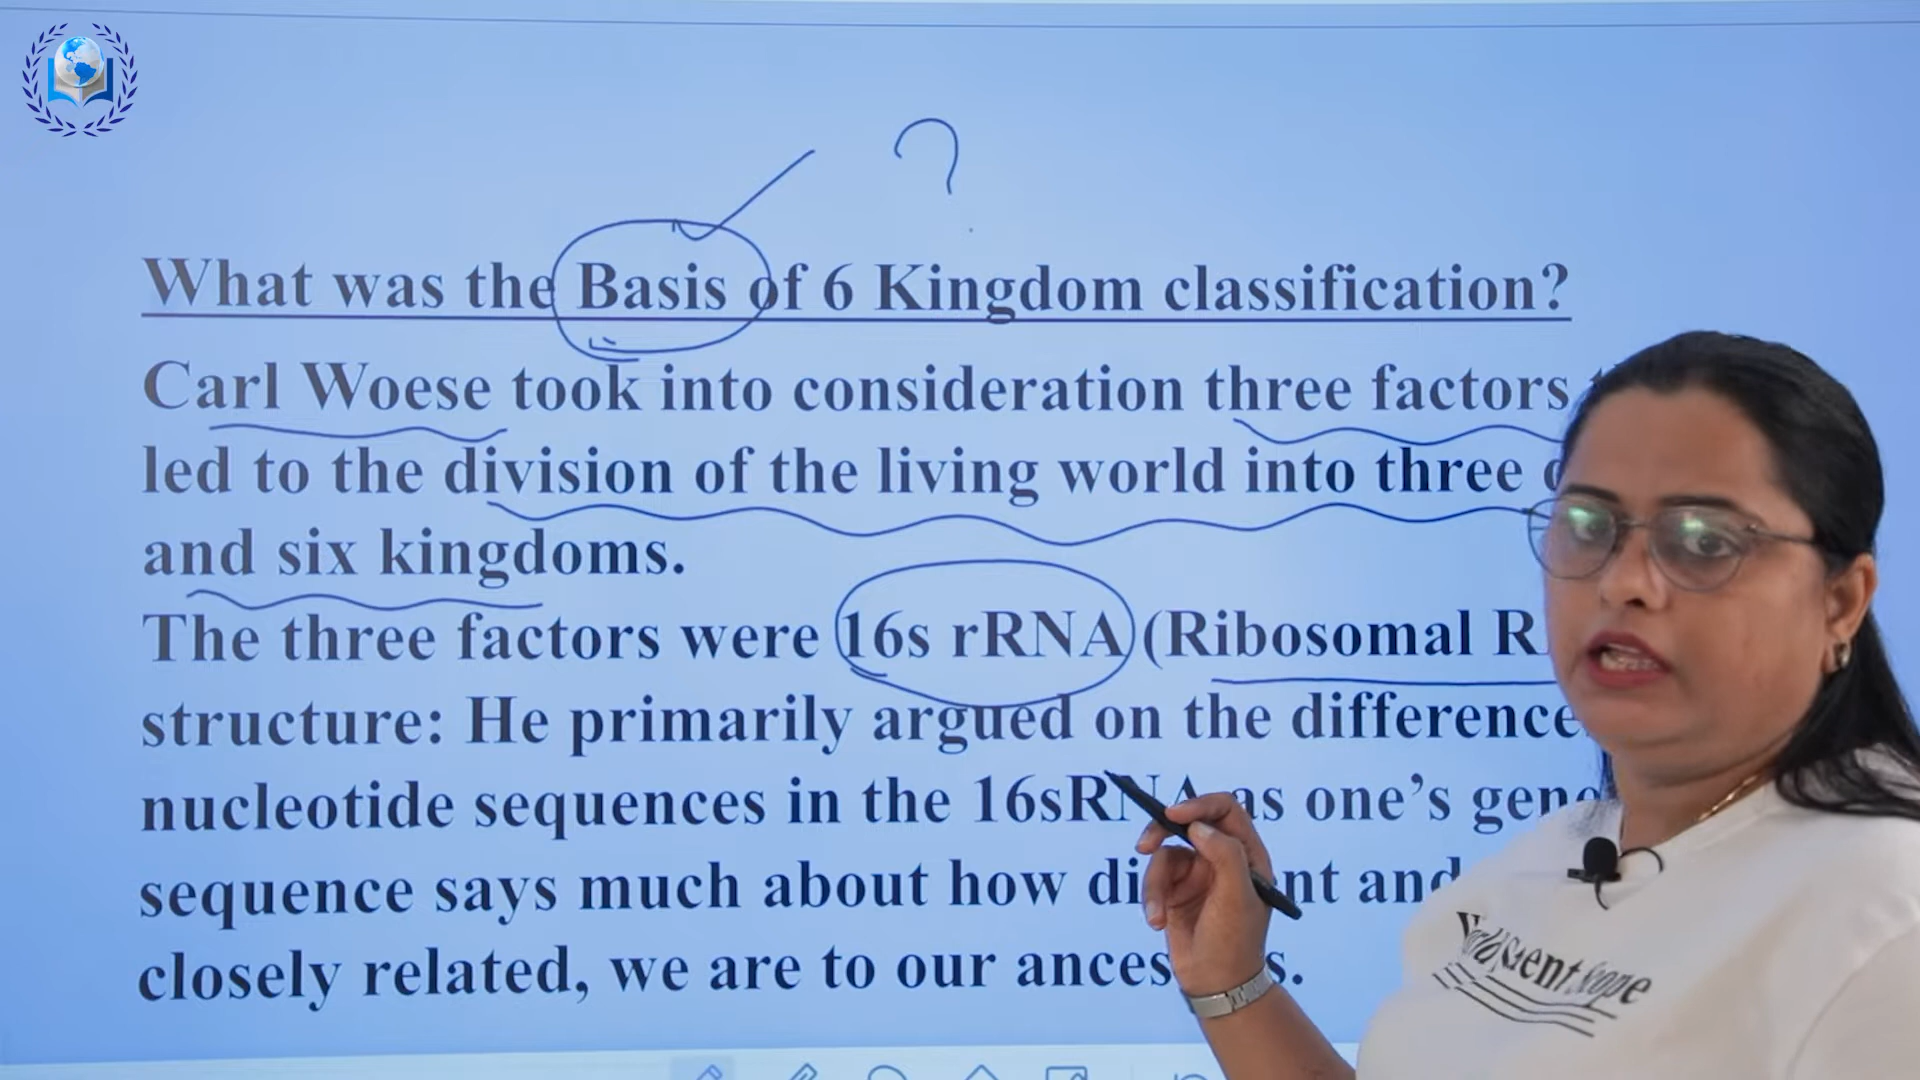 ?
What was the Basis of 6 Kingdom classification?
Carl Woese took into consideration three factors
led to the division of the living world into three
and six kingdoms.
The three factors were 16s rRNA (Ribosomal
structure: He primarily argued on the difference
nucleotide sequences in the 16sRNA as one's
sequence says much about how and
closely related, we are to our